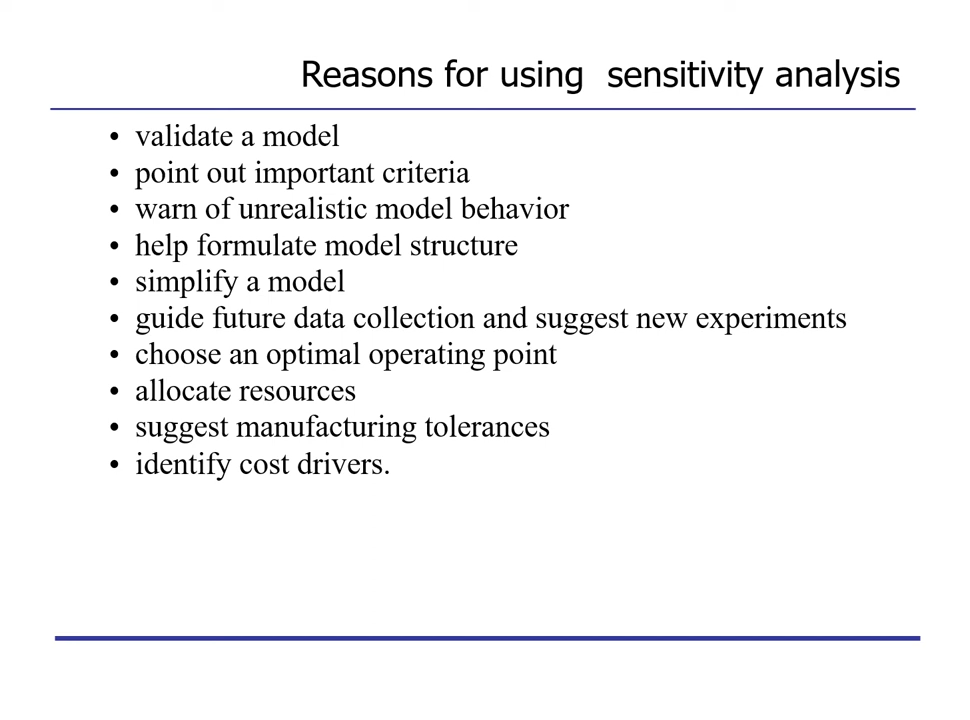 Reasons for using  sensitivity analysis
• validate a model
• point out important criteria
• warn of unrealistic model behavior
• help formulate model structure
• simplify a model
• guide future data collection and suggest new experiments
• choose an optimal operating point
• allocate resources
• suggest manufacturing tolerances
• identify cost drivers.